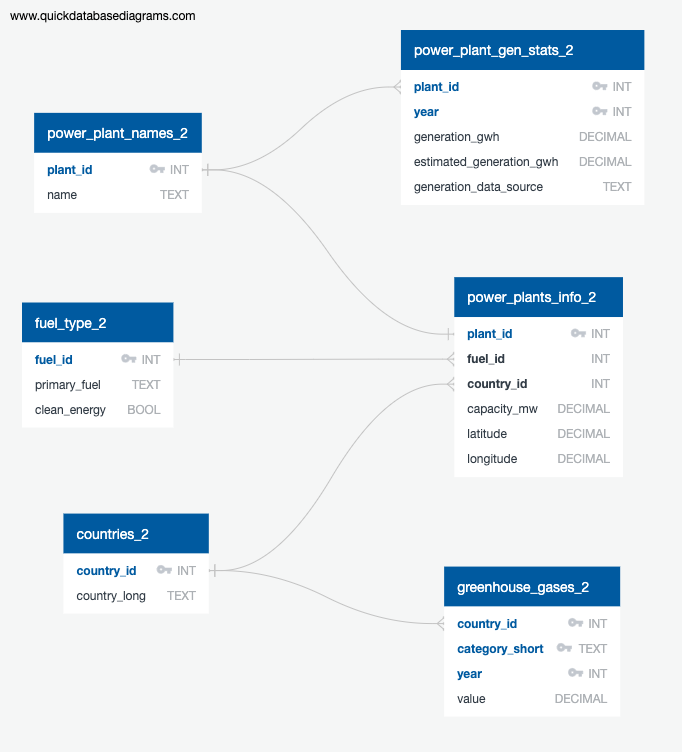 www.quickdatabasediagrams.com
power_plant_gen_stats_2
plant_id INT
year INT
generation_gwh DECIMAL
estimated_generation_gwh DECIMAL
generation_data_source TEXT
power_plant_names_2
plant_id INT
name TEXT
power_plants_info_2
plant_id INT
fuel_id INT
country_id INT
capacity_mw DECIMAL
latitude DECIMAL
longitude DECIMAL
fuel_type_2
fuel_id INT
primary_fuel TEXT
clean_energy BOOL
countries_2
country_id INT
country_long TEXT
greenhouse_gases_2
country_id INT
category_short TEXT
year INT
value DECIMAL